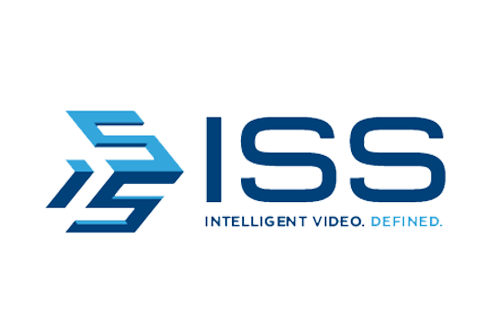 ISS
INTELLIGENT VIDEO. DEFINED.